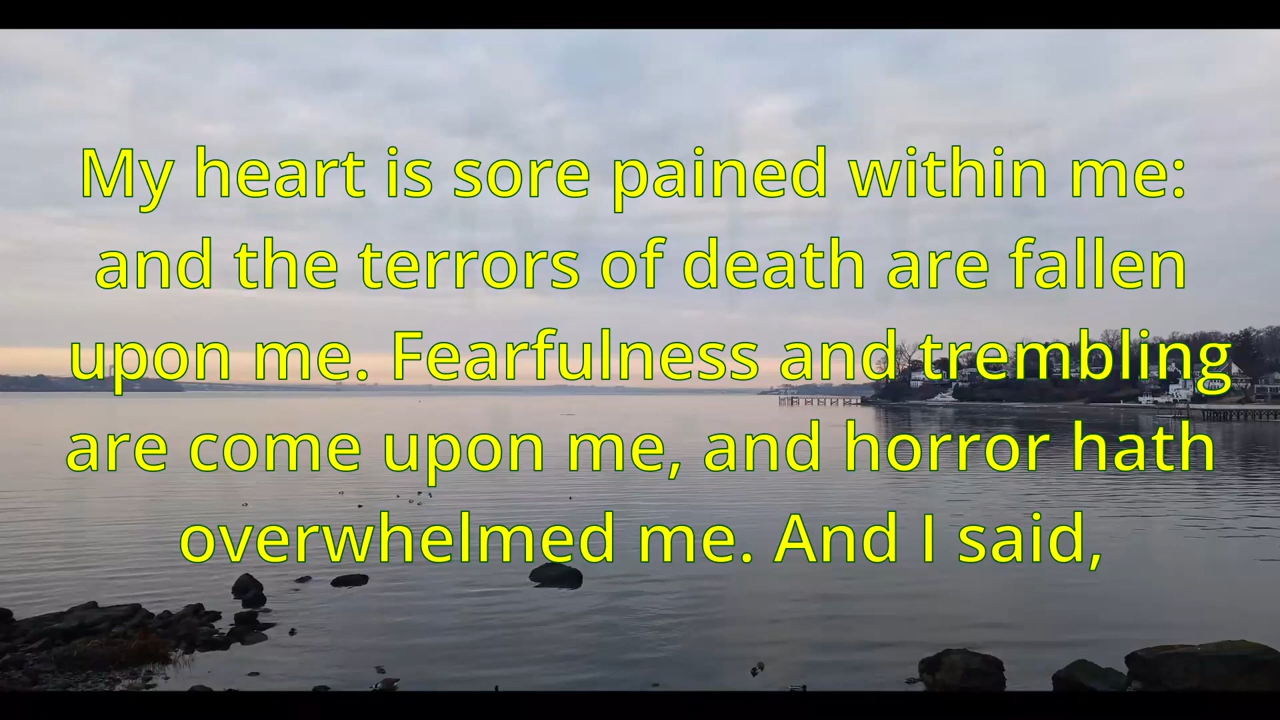 My heart is sore pained within me:
and the terrors of death are fallen
upon me. Fearfulness and trembling
are come upon me, and horror hath
overwhelmed me. And I said,